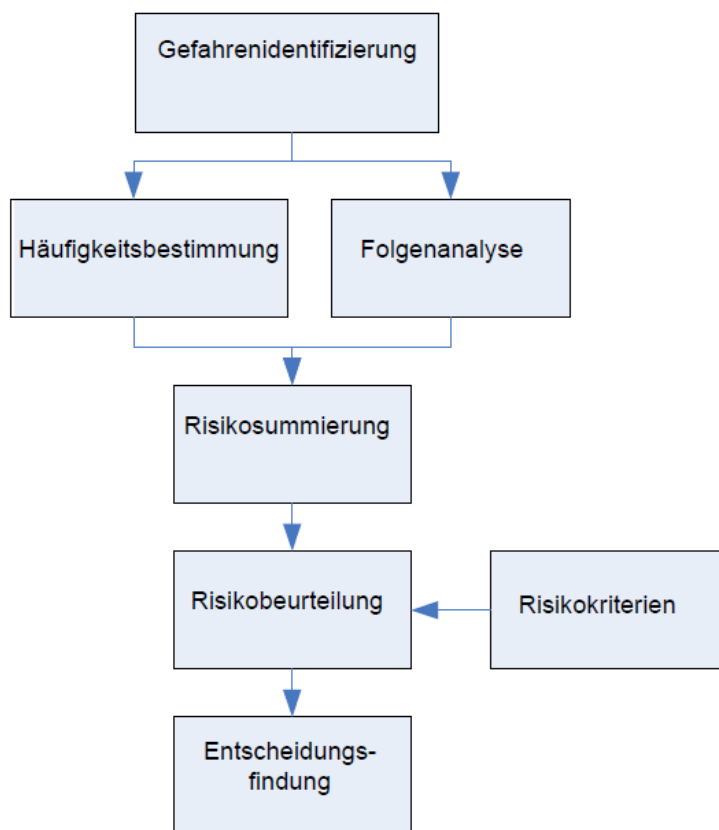 Gefahrenidentifizierung
Häufigkeitsbestimmung
Folgenanalyse
Risikosummierung
Risikobeurteilung
Risikokriterien
Entscheidungs-
findung